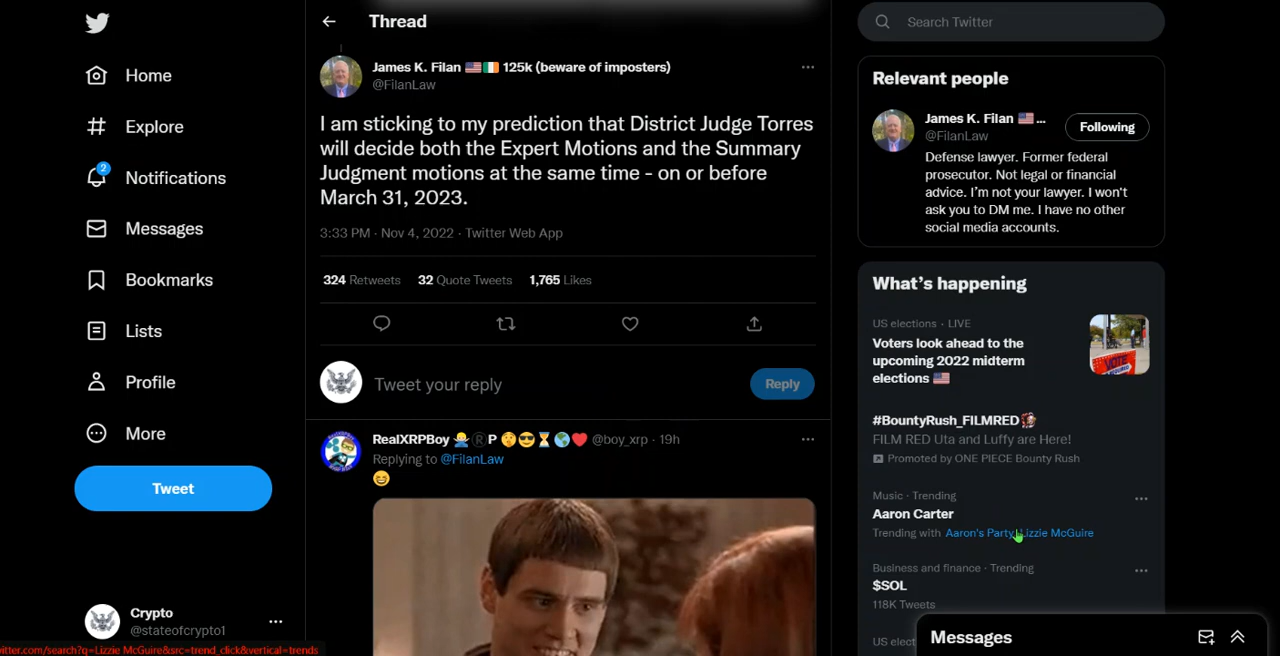 Home
Explore
2
Notifications
Messages
Bookmarks
Lists
Profile
More
Tweet
Crypto
@stateofcrypto1
witter.com/search?q=Lizzie McGuire&src=trend_click&vertical=trends
Thread
James K. Filan 🇺🇸🇮🇪 125k (beware of imposters)
@FilanLaw
I am sticking to my prediction that District Judge Torres
will decide both the Expert Motions and the Summary
Judgment motions at the same time - on or before
March 31, 2023.
3:33 PM · Nov 4, 2022 · Twitter Web App
324 Retweets 32 Quote Tweets 1,765 Likes
Tweet your reply
Reply
RealXRPBoy 🙋‍♂️Ⓡ️P 🤫😎⌛🌎❤️ @boy_xrp · 19h
Replying to @FilanLaw
😄
Search Twitter
Relevant people
James K. Filan 🇺🇸 ...
@FilanLaw
Following
Defense lawyer. Former federal
prosecutor. Not legal or financial
advice. I'm not your lawyer. I won't
ask you to DM me. I have no other
social media accounts.
What's happening
US elections · LIVE
Voters look ahead to the
upcoming 2022 midterm
elections 🇺🇸
VOTE
#BountyRush_FILMRED
FILM RED Uta and Luffy are Here!
Promoted by ONE PIECE Bounty Rush
Music · Trending
Aaron Carter
Trending with Aaron's Party, Lizzie McGuire
Business and finance · Trending
$SOL
118K Tweets
US elect
Messages